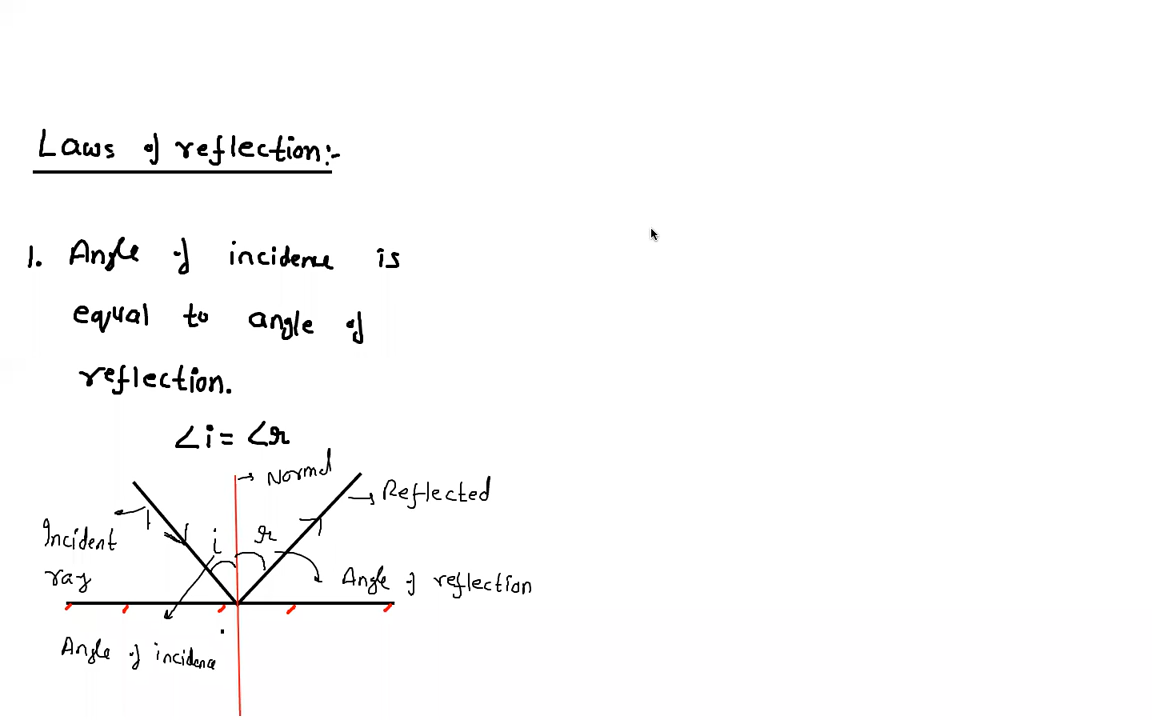 Laws of reflection:-
1. Angle of incidence is
equal to angle of
reflection.
∠i = ∠r
Normal
Reflected
Incident
ray
i
r
Angle of reflection
Angle of incidence